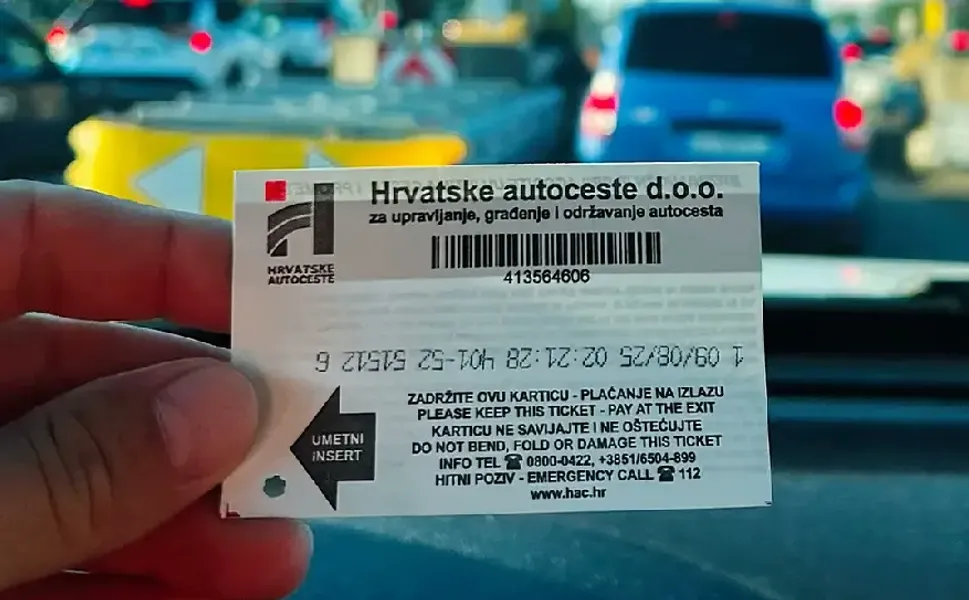 Hrvatske autoceste d.o.o.
za upravljanje, građenje i održavanje autocesta
HRVATSKE
AUTOCESTE
413564606
1 09/08/25 02:21:28 401-52 51512 6
UMETNI
INSERT
ZADRŽITE OVU KARTICU - PLAĆANJE NA IZLAZU
PLEASE KEEP THIS TICKET - PAY AT THE EXIT
KARTICU NE SAVIJAJTE I NE OŠTEĆUJTE
DO NOT BEND, FOLD OR DAMAGE THIS TICKET
INFO TEL ☎ 0800-0422, +3851/6504-899
HITNI POZIV - EMERGENCY CALL ☎ 112
www.hac.hr